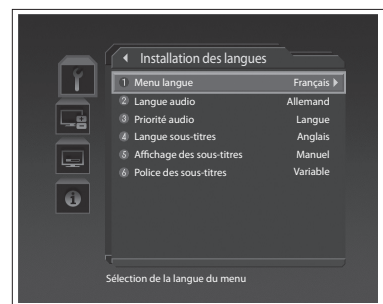 Installation des langues
1 Menu langue Français
2 Langue audio Allemand
3 Priorité audio Langue
4 Langue sous-titres Anglais
5 Affichage des sous-titres Manuel
6 Police des sous-titres Variable
Sélection de la langue du menu